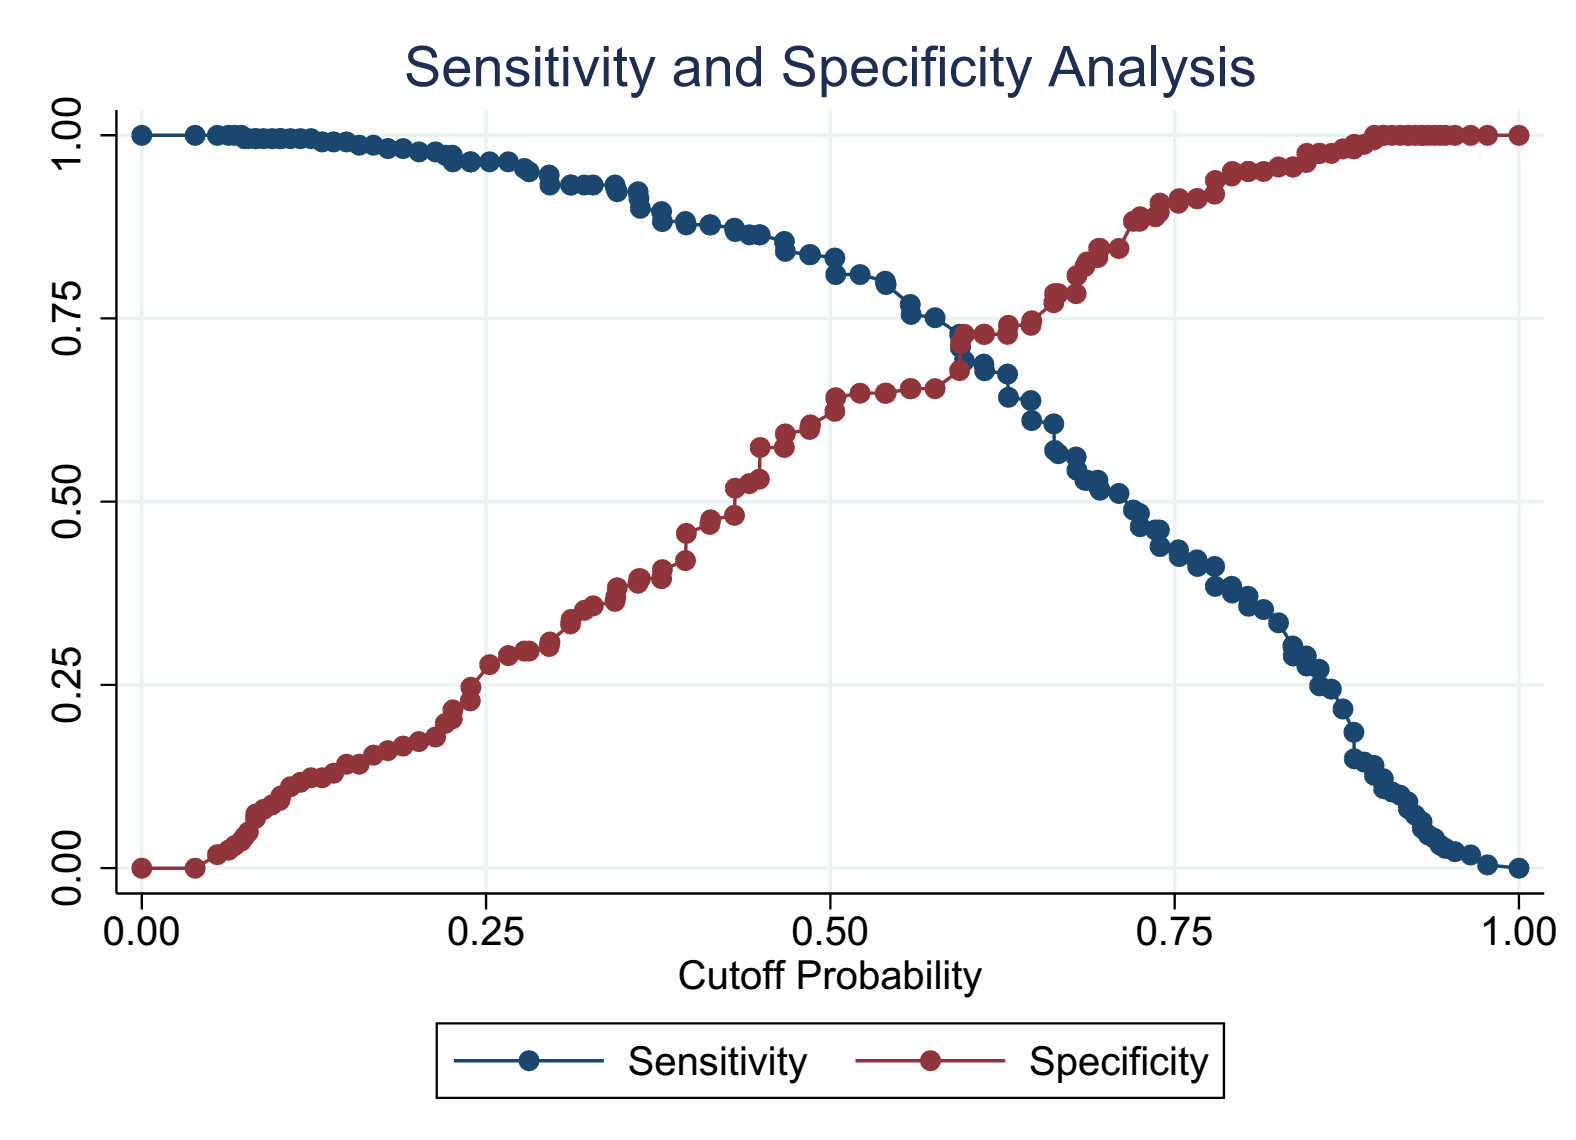 Sensitivity and Specificity Analysis
1.00
0.75
0.50
0.25
0.00
0.00 0.25 0.50 0.75 1.00
Cutoff Probability
Sensitivity Specificity